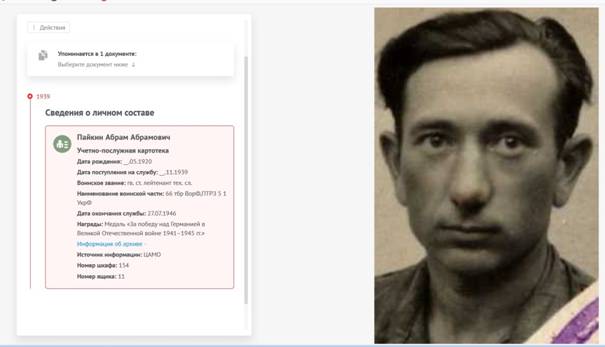 Действия
Упоминается в 1 документе:
Выберите документ ниже ↓
1939
Сведения о личном составе
Пайкин Абрам Абрамович
Учетно-послужная картотека
Дата рождения: __.05.1920
Дата поступления на службу: __.11.1939
Воинское звание: гв. ст. лейтенант тех. сл.
Наименование воинской части: 66 тбр ВорФ,ПТРЗ 5 1
УкрФ
Дата окончания службы: 27.07.1946
Награды: Медаль «За победу над Германией в
Великой Отечественной войне 1941–1945 гг.»
Информация об архиве -
Источник информации: ЦАМО
Номер шкафа: 154
Номер ящика: 11